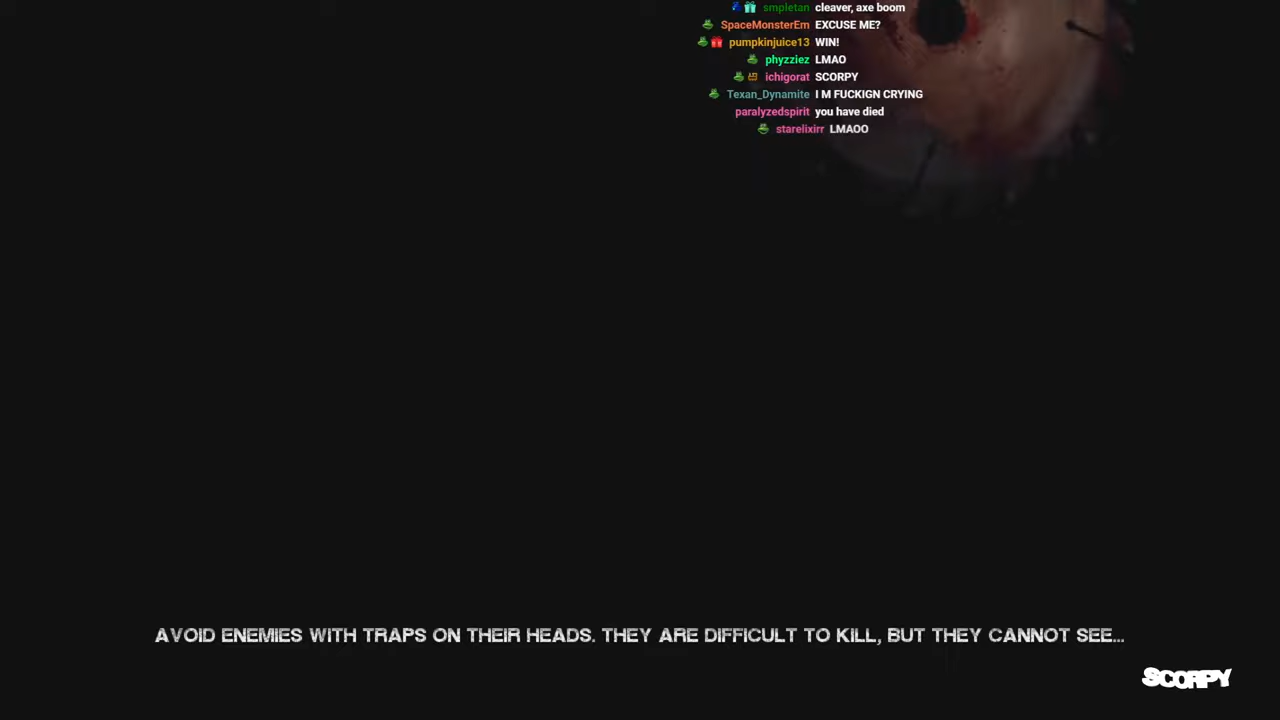 smpletan cleaver, axe boom
SpaceMonsterEm EXCUSE ME?
pumpkinjuice13 WIN!
phyzziez LMAO
ichigorat SCORPY
Texan_Dynamite I M FUCKIGN CRYING
paralyzedspirit you have died
starelixirr LMAOO
AVOID ENEMIES WITH TRAPS ON THEIR HEADS. THEY ARE DIFFICULT TO KILL, BUT THEY CANNOT SEE...
SCORPY